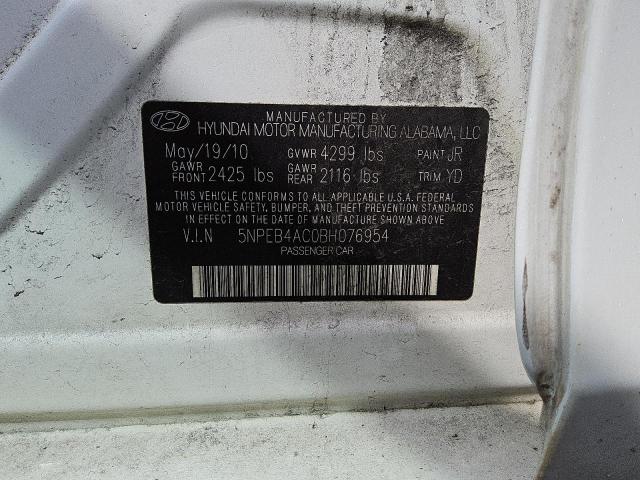 MANUFACTURED BY
HYUNDAI MOTOR MANUFACTURING ALABAMA, LLC
May/19/10 GVWR 4299 lbs PAINT JR
GAWR FRONT 2425 lbs GAWR REAR 2116 lbs TRIM YD
THIS VEHICLE CONFORMS TO ALL APPLICABLE U.S.A. FEDERAL
MOTOR VEHICLE SAFETY, BUMPER, AND THEFT PREVENTION STANDARDS
IN EFFECT ON THE DATE OF MANUFACTURE SHOWN ABOVE.
V.I.N 5NPEB4AC0BH076954
PASSENGER CAR